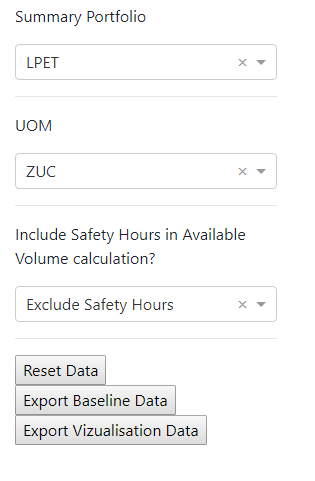 Summary Portfolio
LPET
UOM
ZUC
Include Safety Hours in Available
Volume calculation?
Exclude Safety Hours
Reset Data
Export Baseline Data
Export Vizualisation Data